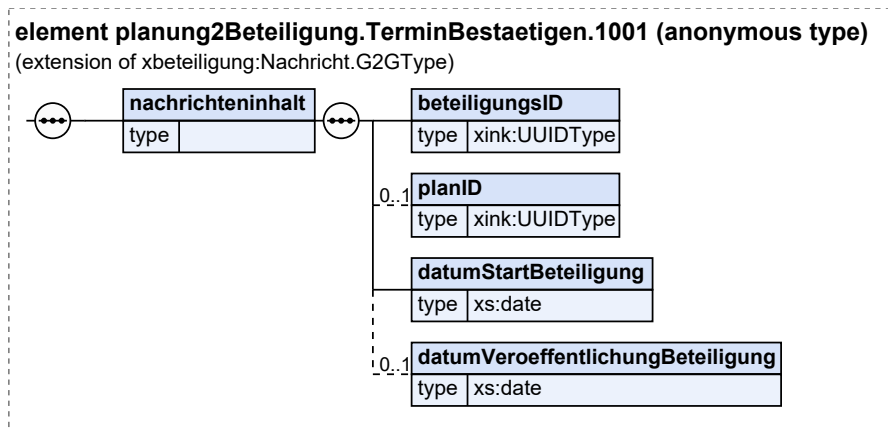 element planung2Beteiligung.TerminBestaetigen.1001 (anonymous type)
(extension of xbeteiligung:Nachricht.G2GType)
nachrichteninhalt
type
beteiligungsID
type xink:UUIDType
0..1
planID
type xink:UUIDType
datumStartBeteiligung
type xs:date
0..1
datumVeroeffentlichungBeteiligung
type xs:date